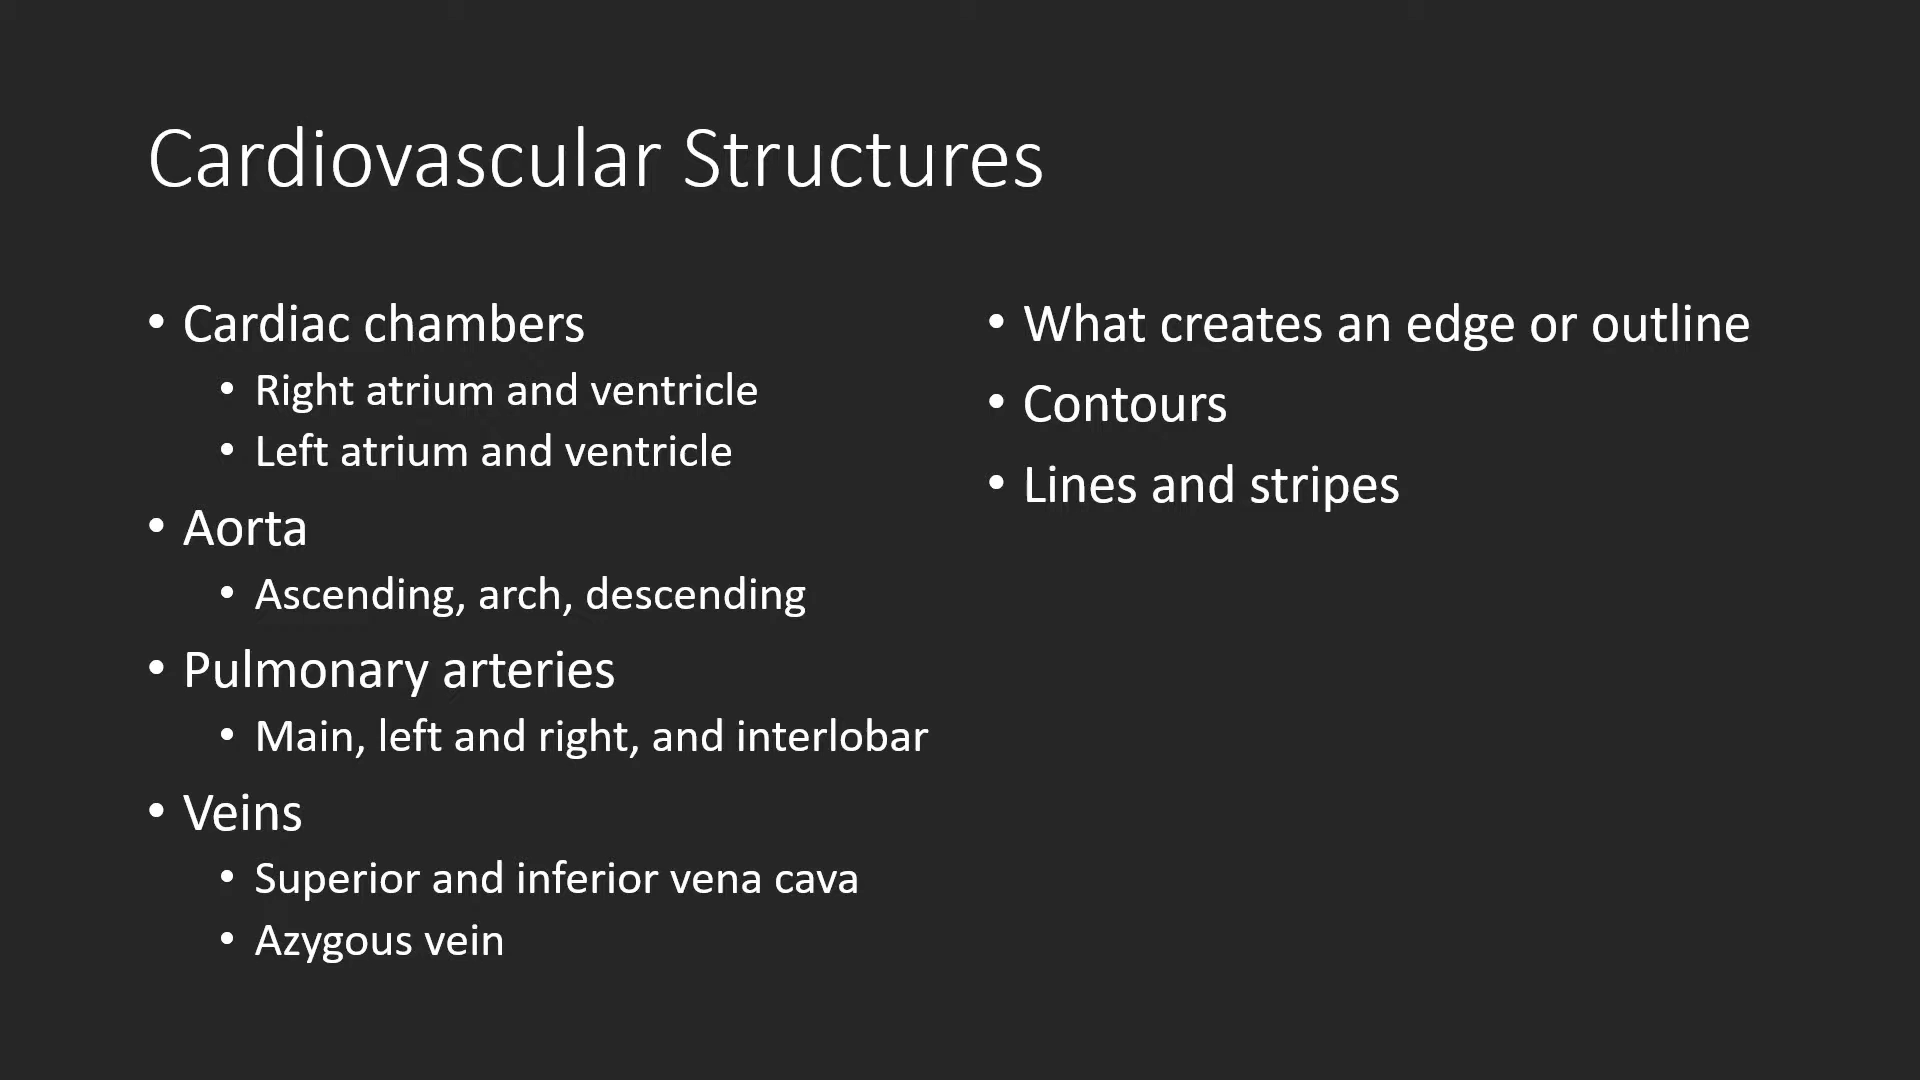 Cardiovascular Structures
• Cardiac chambers
• Right atrium and ventricle
• Left atrium and ventricle
• Aorta
• Ascending, arch, descending
• Pulmonary arteries
• Main, left and right, and interlobar
• Veins
• Superior and inferior vena cava
• Azygous vein
• What creates an edge or outline
• Contours
• Lines and stripes